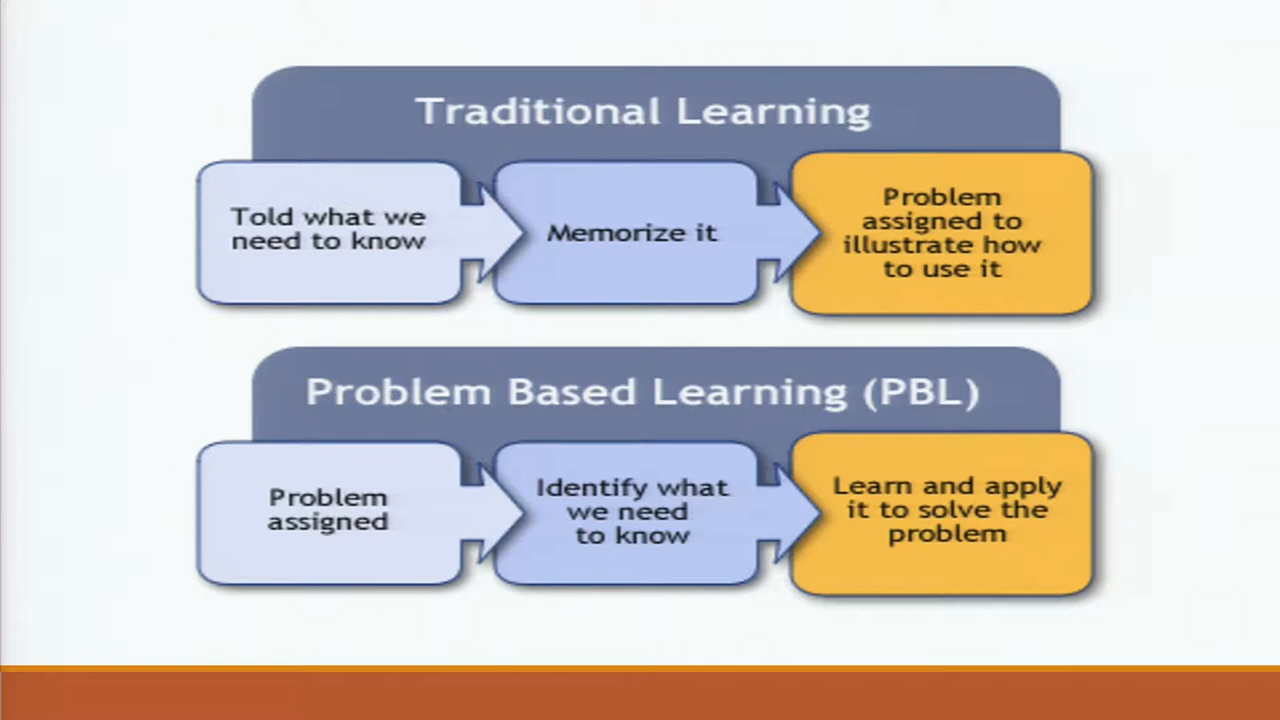 Traditional Learning
Told what we
need to know
Memorize it
Problem
assigned to
illustrate how
to use it
Problem Based Learning (PBL)
Problem
assigned
Identify what
we need
to know
Learn and apply
it to solve the
problem